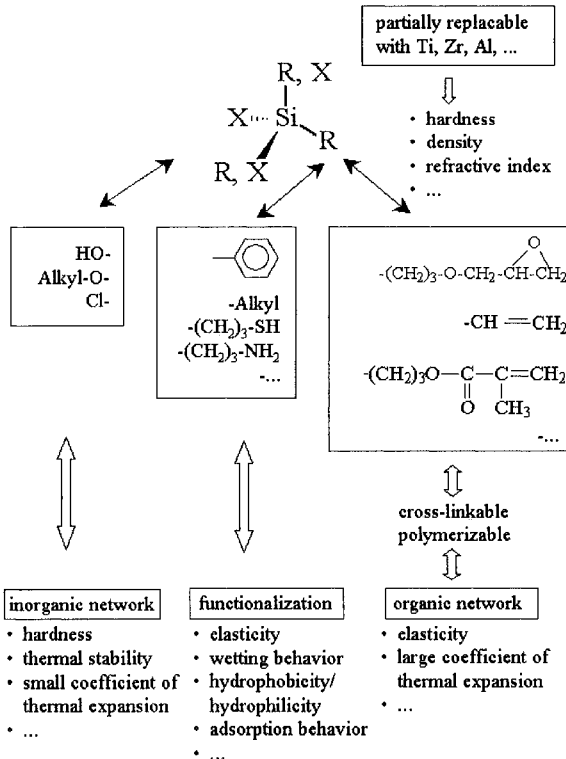 partially replacable
with Ti, Zr, Al, ...
R, X
X Si
R
R, X
• hardness
• density
• refractive index
• ...
HO-
Alkyl-O-
Cl-
-Alkyl
-(CH2)3-SH
-(CH2)3-NH2
-...
O
-(CH2)3-O-CH2-CH-CH2
-CH=CH2
-(CH2)3O-C-C=CH2
O CH3
-...
cross-linkable
polymerizable
inorganic network
• hardness
• thermal stability
• small coefficient of
thermal expansion
• ...
functionalization
• elasticity
• wetting behavior
• hydrophobicity/
hydrophilicity
• adsorption behavior
• ...
organic network
• elasticity
• large coefficient of
thermal expansion
• ...